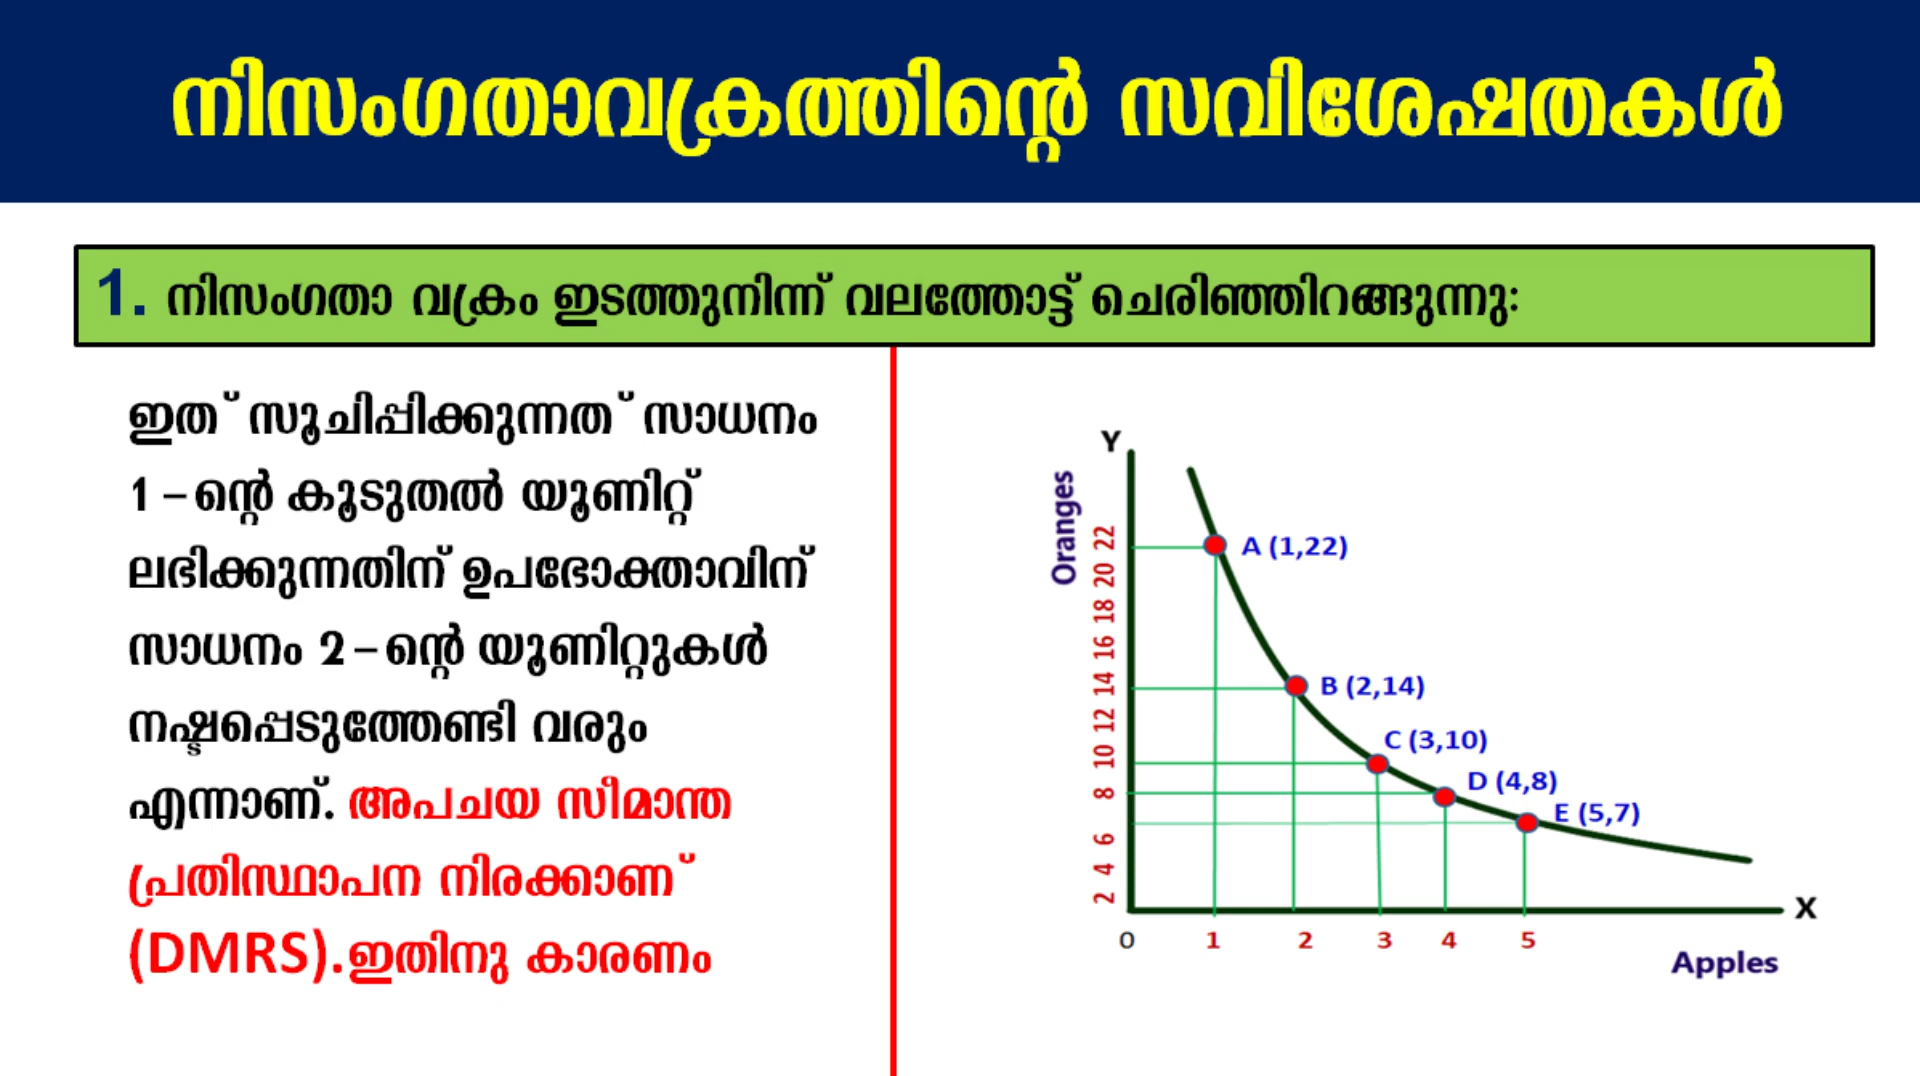 നിസംഗതാവക്രത്തിന്റെ സവിശേഷതകൾ
1. നിസംഗതാ വക്രം ഇടത്തുനിന്ന് വലത്തോട്ട് ചെരിഞ്ഞിറങ്ങുന്നു:
ഇത് സൂചിപ്പിക്കുന്നത് സാധനം
1-ന്റെ കൂടുതൽ യൂണിറ്റ്
ലഭിക്കുന്നതിന് ഉപഭോക്താവിന്
സാധനം 2-ന്റെ യൂണിറ്റുകൾ
നഷ്ടപ്പെടുത്തേണ്ടി വരും
എന്നാണ്. അപചയ സീമാന്ത
പ്രതിസ്ഥാപന നിരക്കാണ്
(DMRS).ഇതിനു കാരണം
Y
Oranges
22
20
18
16
14
12
10
8
6
4
2
A (1,22)
B (2,14)
C (3,10)
D (4,8)
E (5,7)
X
0 1 2 3 4 5
Apples